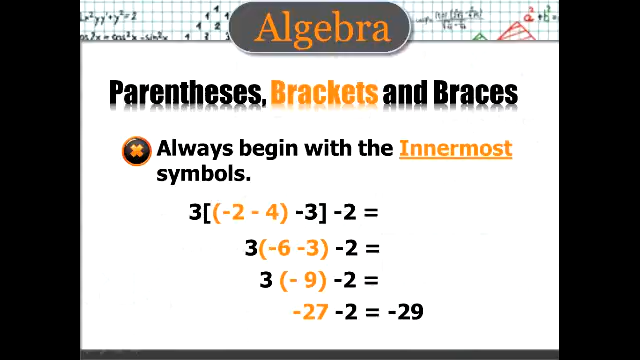 Algebra
Parentheses, Brackets and Braces
Always begin with the Innermost
symbols.
3[(-2 - 4) -3] -2 =
3(-6 -3) -2 =
3 (- 9) -2 =
-27 -2 = -29